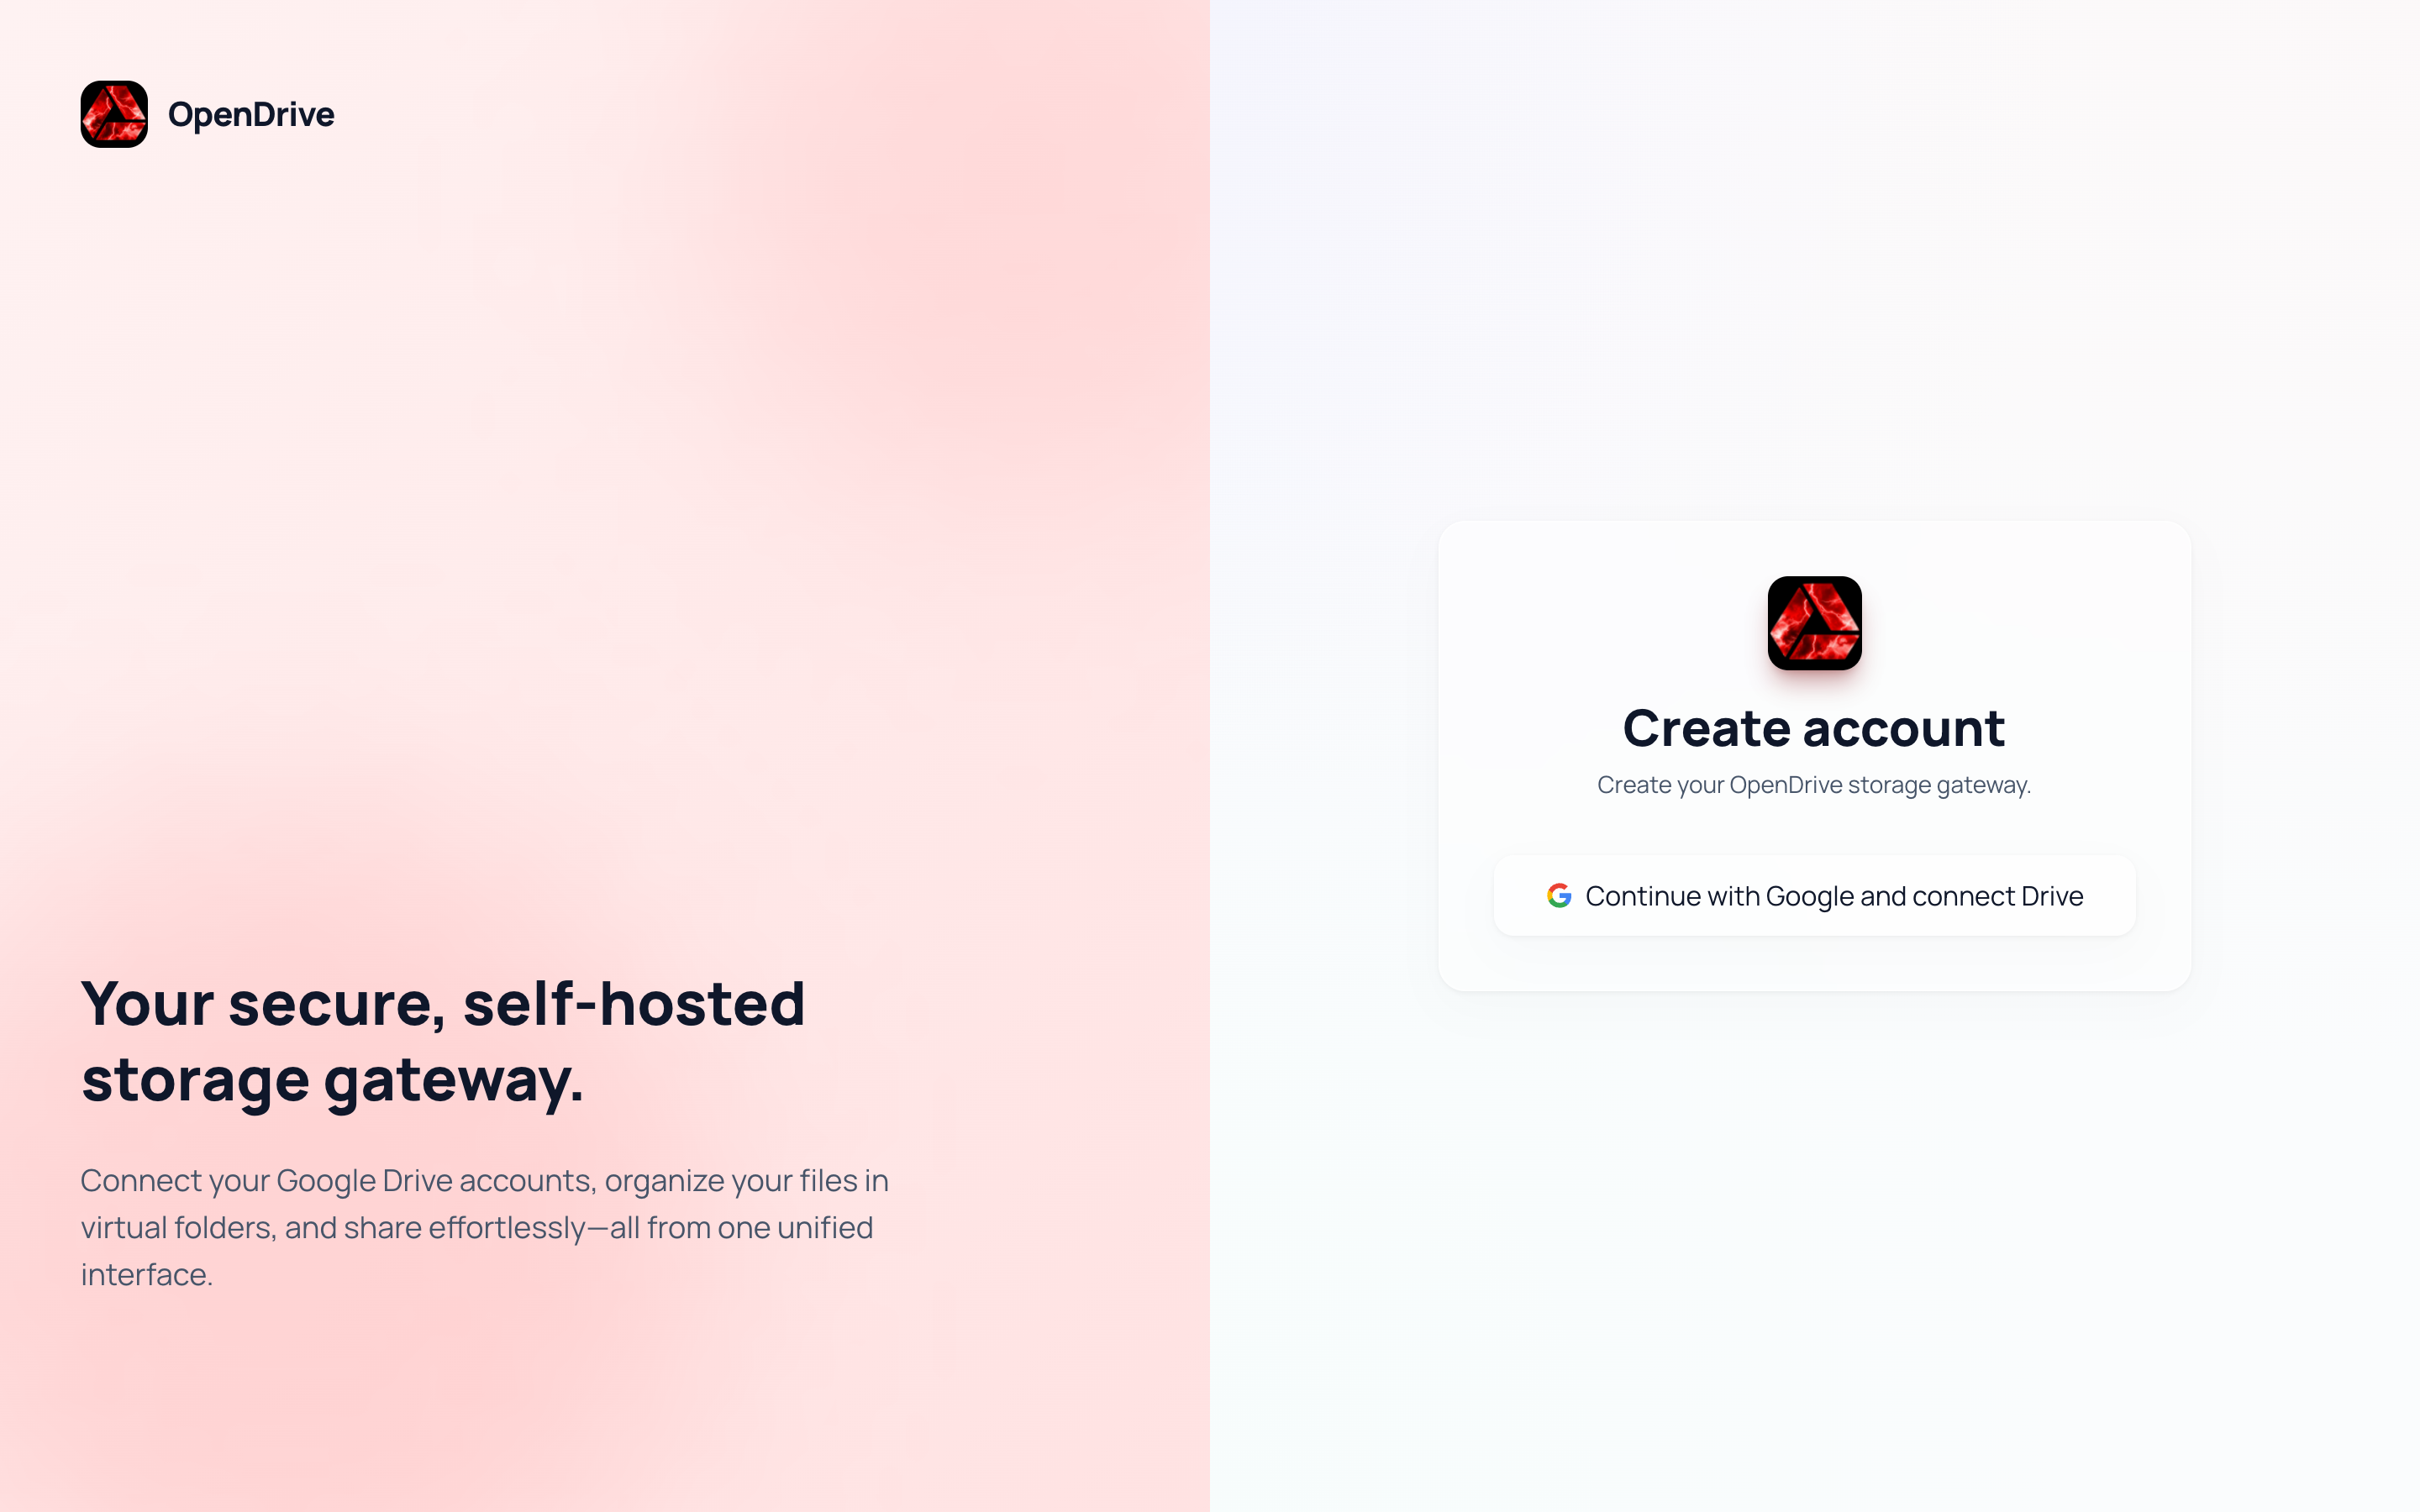 OpenDrive
Your secure, self-hosted
storage gateway.
Connect your Google Drive accounts, organize your files in
virtual folders, and share effortlessly—all from one unified
interface.
Create account
Create your OpenDrive storage gateway.
Continue with Google and connect Drive